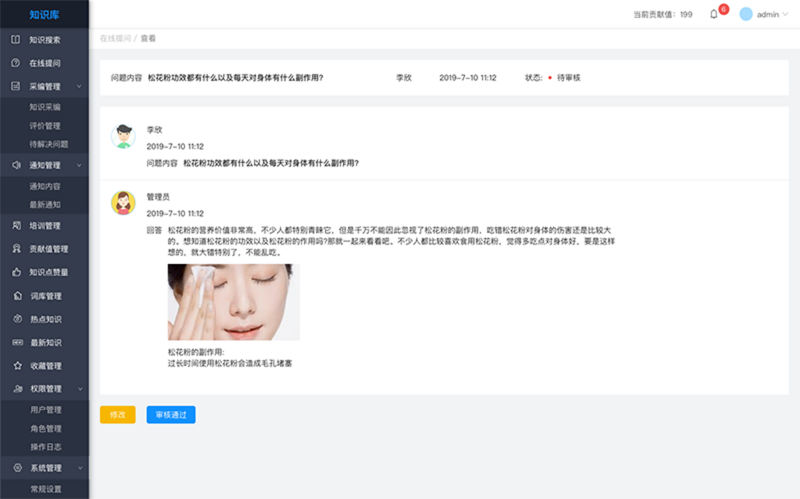 知识库
当前贡献值：199
6
admin
知识搜索
在线提问
采编管理
知识采编
评价管理
待解决问题
通知管理
通知内容
最新通知
培训管理
贡献值管理
知识点赞量
词库管理
热点知识
最新知识
收藏管理
权限管理
用户管理
角色管理
操作日志
系统管理
常规设置
在线提问 / 查看
问题内容 松花粉功效都有什么以及每天对身体有什么副作用? 李欣 2019-7-10 11:12 状态: 待审核
李欣
2019-7-10 11:12
问题内容 松花粉功效都有什么以及每天对身体有什么副作用?
管理员
2019-7-10 11:12
回答 松花粉的营养价值非常高，不少人都特别青睐它，但是千万不能因此忽视了松花粉的副作用，吃错松花粉对身体的伤害还是比较大
的。想知道松花粉的功效以及松花粉的作用吗?那就一起来看看吧。不少人都比较喜欢食用松花粉，觉得多吃点对身体好，要是这样
想的，就大错特别了，不能乱吃。
松花粉的副作用:
过长时间使用松花粉会造成毛孔堵塞
修改
审核通过